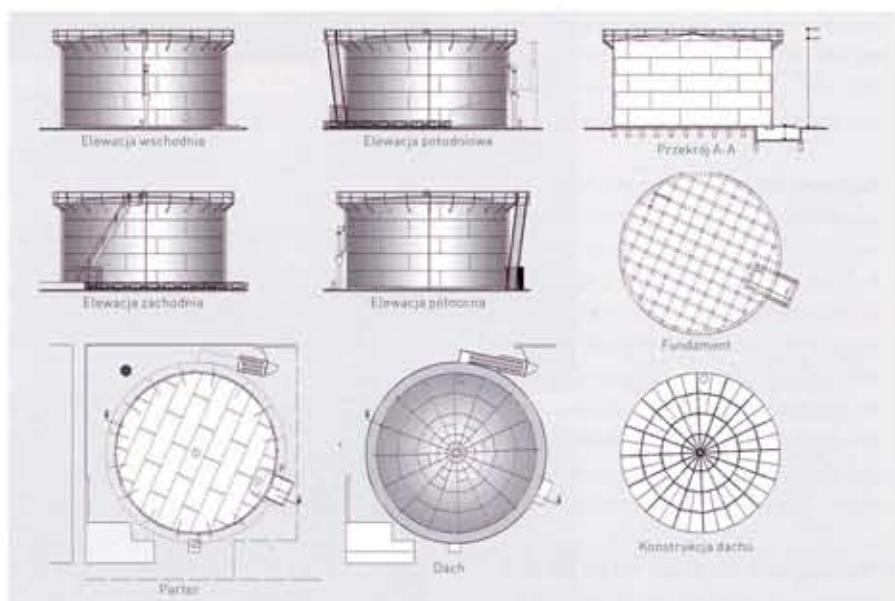 Elewacja wschodnia
Elewacja południowa
Przekrój A-A
Elewacja zachodnia
Elewacja północna
Fundament
Parter
Dach
Konstrukcja dachu